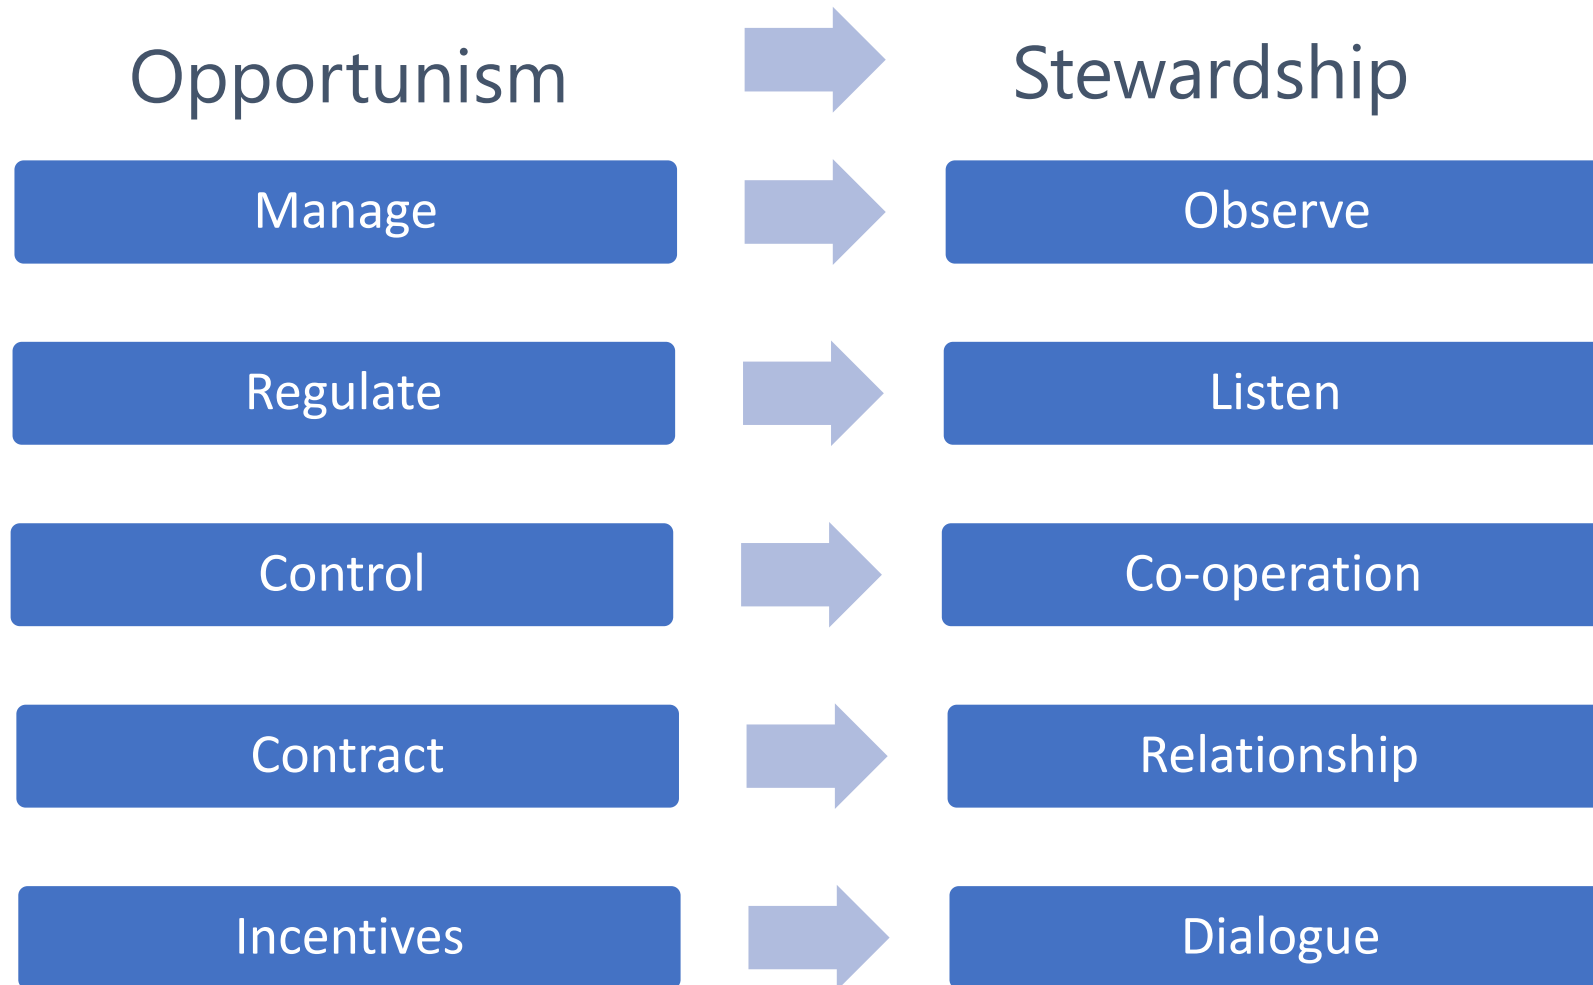 Opportunism
Stewardship
Manage
Observe
Regulate
Listen
Control
Co-operation
Contract
Relationship
Incentives
Dialogue